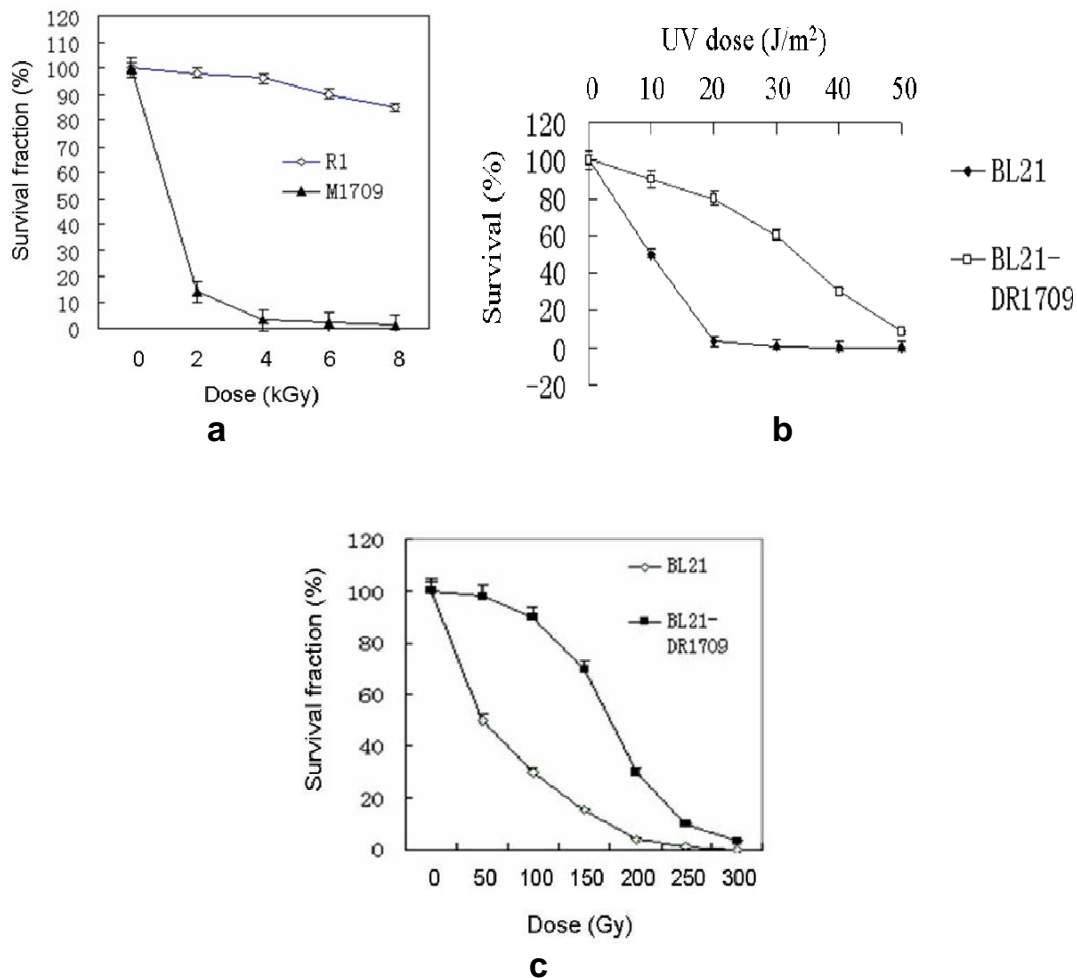 120
110
100
90
80
70
60
50
40
30
20
10
0
Survival fraction (%)
R1
M1709
0 2 4 6 8
Dose (kGy)
a
UV dose (J/m²)
0 10 20 30 40 50
120
100
80
60
40
20
0
-20
Survival (%)
BL21
BL21-
DR1709
b
120
100
80
60
40
20
0
Survival fraction (%)
BL21
BL21-
DR1709
0 50 100 150 200 250 300
Dose (Gy)
c